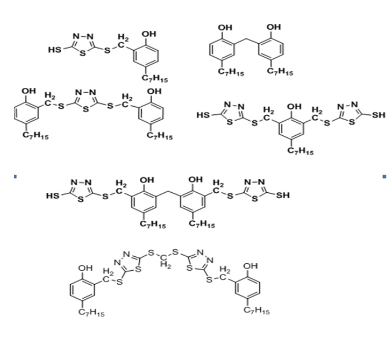 N-N OH
HS S S-C H2
C7H15
OH OH
C7H15 C7H15
OH H2 C-S N-N S S-C H2 OH
C7H15 C7H15
HS N-N S S-C H2 OH H2 C-S N-N S SH
C7H15
HS N-N S S-C H2 OH OH H2 C-S N-N S SH
C7H15 C7H15
OH H2 C-S S N N S-C H2-S N N S S-C H2 OH
C7H15 C7H15